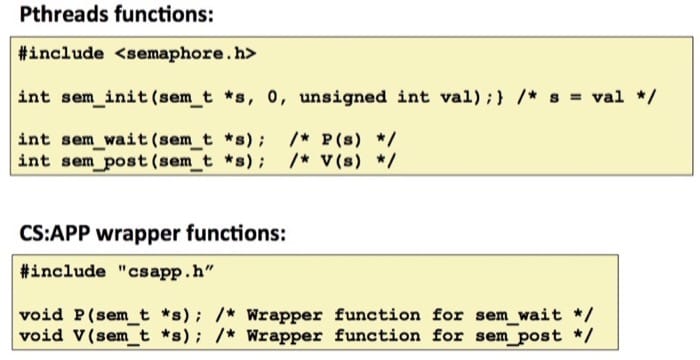 Pthreads functions:
#include <semaphore.h>
int sem_init(sem_t *s, 0, unsigned int val);} /* s = val */
int sem_wait(sem_t *s);  /* P(s) */
int sem_post(sem_t *s);  /* V(s) */
CS:APP wrapper functions:
#include "csapp.h”
void P(sem_t *s); /* Wrapper function for sem_wait */
void V(sem_t *s); /* Wrapper function for sem_post */